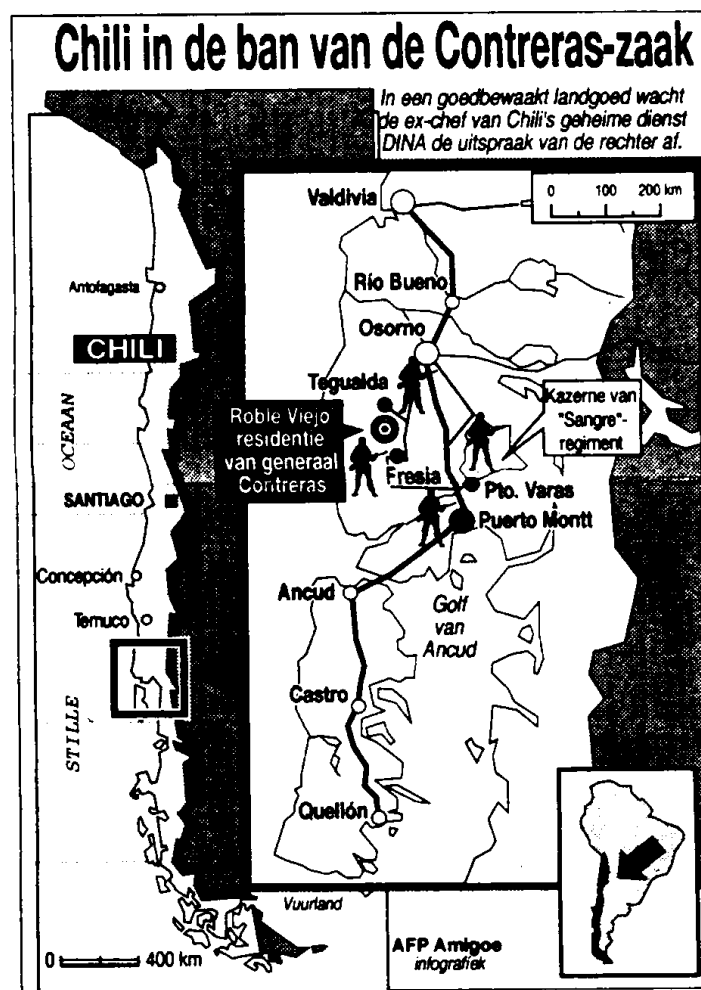 Chili in de ban van de Contreras-zaak
In een goedbewaakt landgoed wacht
de ex-chef van Chili's geheime dienst
DINA de uitspraak van de rechter af.
0 100 200 km
Valdivia
Río Bueno
Osorno
Tegualda
Roble Viejo
residentie
van generaal
Contreras
Kazerne van
"Sangre"-
regiment
Fresia
Pto. Varas
Puerto Montt
Ancud
Golf
van
Ancud
Castro
Quellón
Antofagasta
CHILI
OCEAAN
SANTIAGO
Concepción
Temuco
STILLE
Vuurland
0 400 km
AFP Amigoe
infografiek